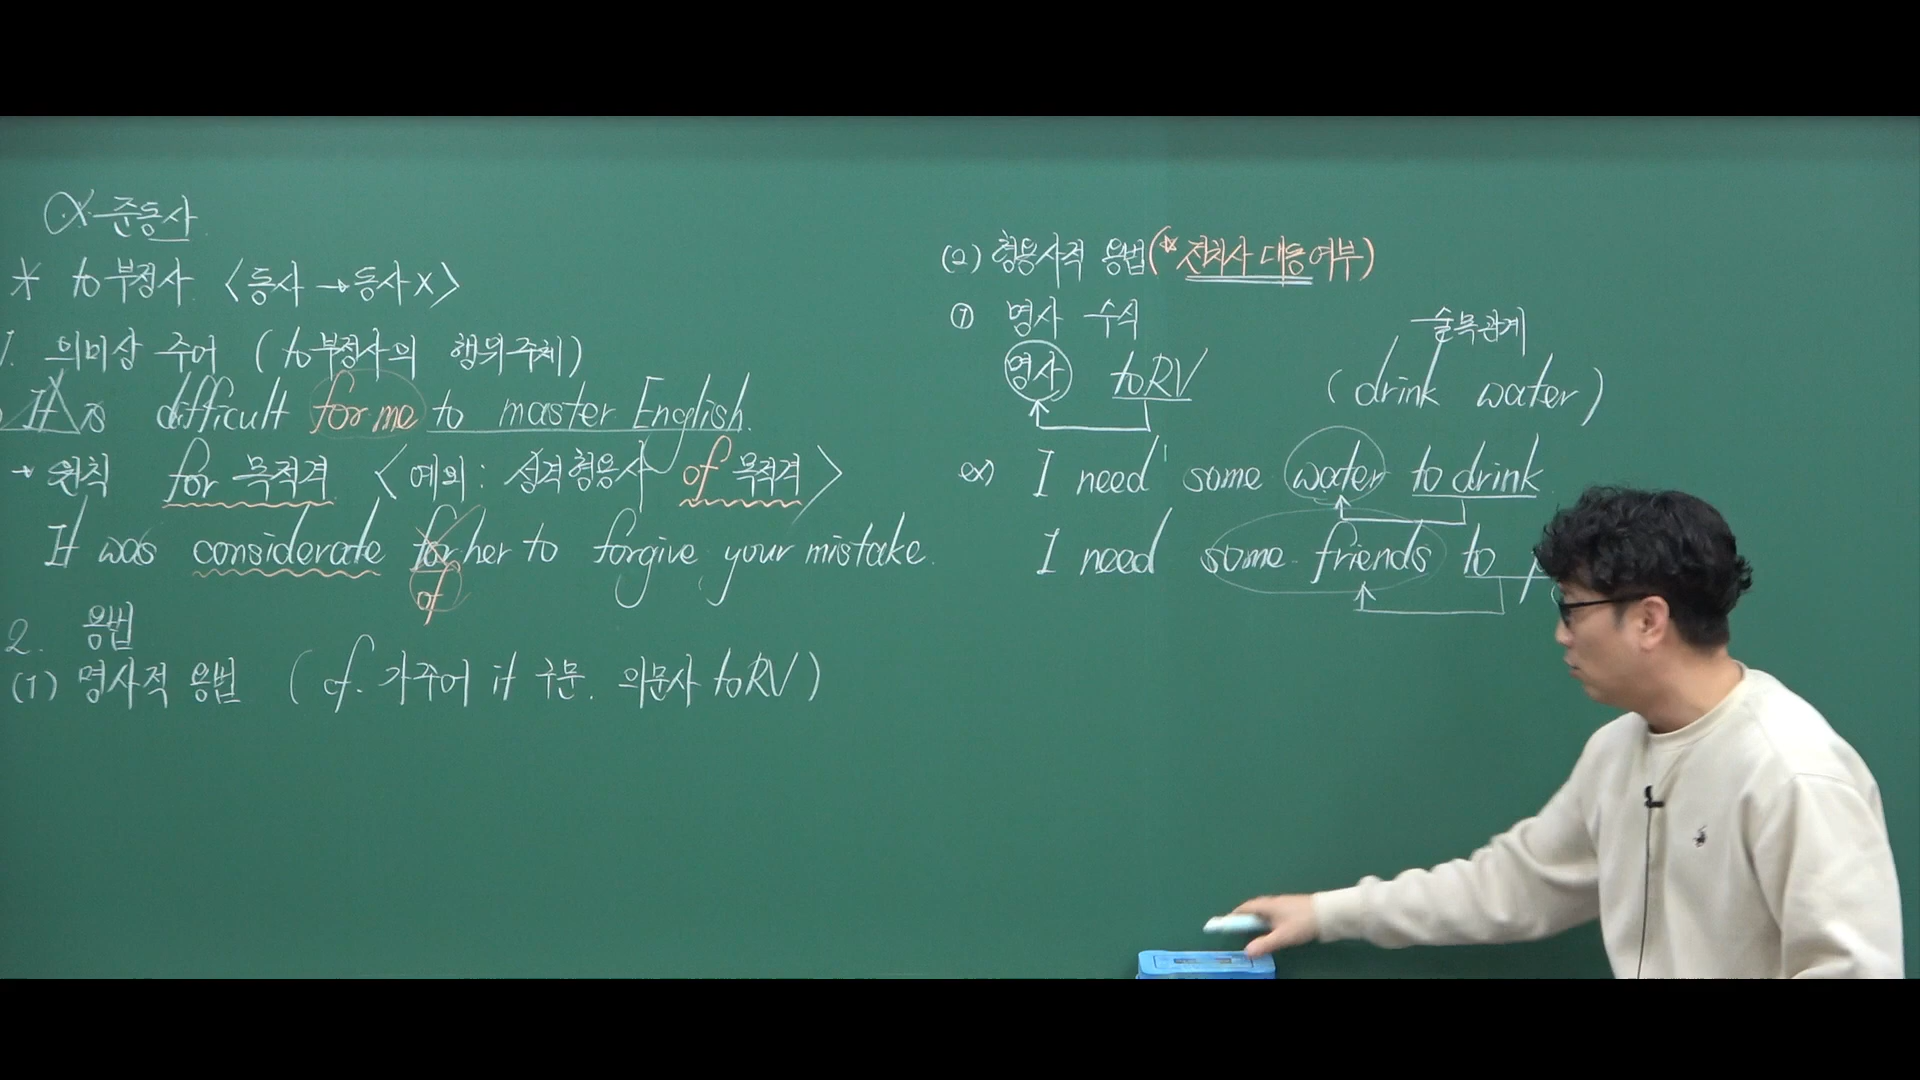 α 준동사
* to부정사 <동사→동사x>
1. 의미상 주어 (to부정사의 행위주체)
It is difficult for me to master English.
→ 원칙 for 목적격 <예외: 성격형용사 of 목적격>
It was considerate for her to forgive your mistake.
of
2. 용법
(1) 명사적 용법 (cf. 가주어 it 구문. 의문사 toRV)
(2) 형용사적 용법(* 전치사 대동여부)
① 명사 수식
술목관계
명사 toRV
(drink water)
ex) I need some water to drink
I need some friends to